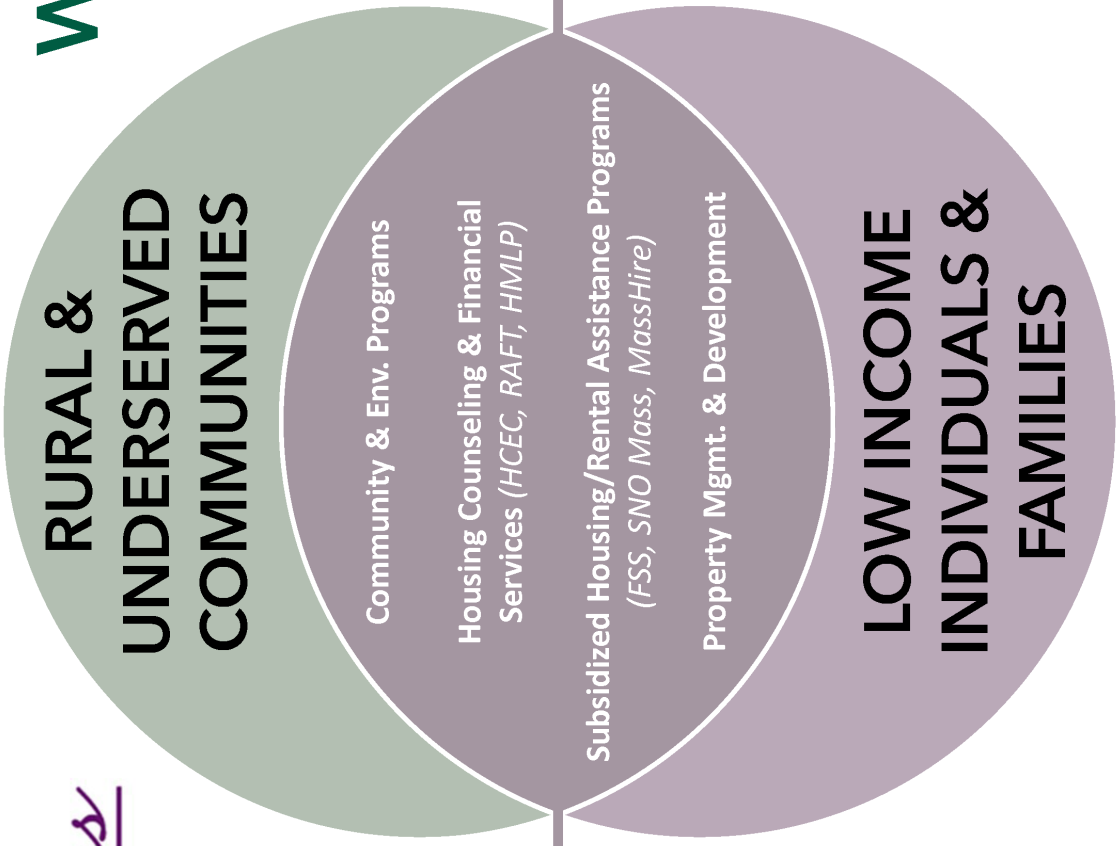 RURAL &
UNDERSERVED
COMMUNITIES
Community & Env. Programs
Housing Counseling & Financial
Services (HCEC, RAFT, HMLP)
Subsidized Housing/Rental Assistance Programs
(FSS, SNO Mass, MassHire)
Property Mgmt. & Development
LOW INCOME
INDIVIDUALS &
FAMILIES